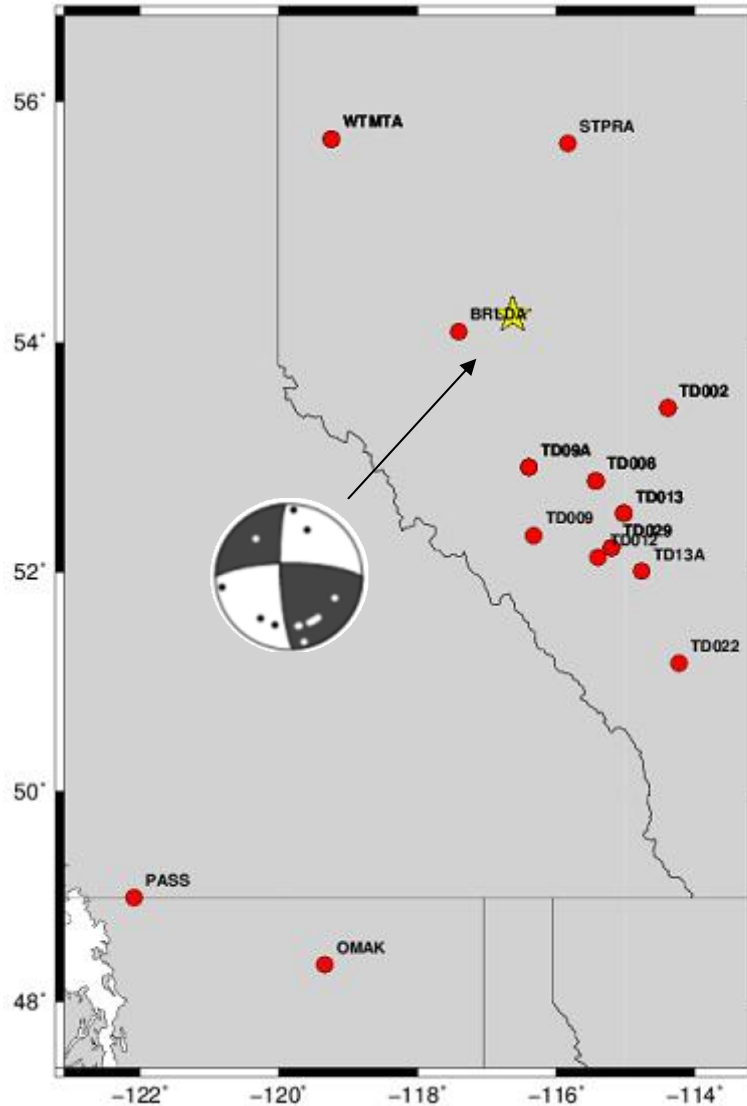 56°
WTMTA
STPRA
BRLDA
54°
TD002
TD09A
TD008
TD013
TD009
TD029
TD012
TD13A
52°
TD022
50°
PASS
OMAK
48°
−122° −120° −118° −116° −114°